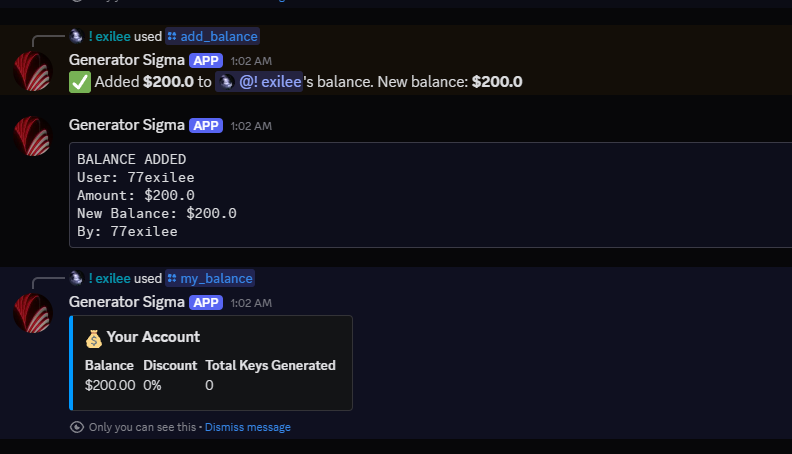 ! exilee used add_balance
Generator Sigma APP 1:02 AM
Added $200.0 to @! exilee's balance. New balance: $200.0
Generator Sigma APP 1:02 AM
BALANCE ADDED
User: 77exilee
Amount: $200.0
New Balance: $200.0
By: 77exilee
! exilee used my_balance
Generator Sigma APP 1:02 AM
Your Account
Balance Discount Total Keys Generated
$200.00 0% 0
Only you can see this • Dismiss message